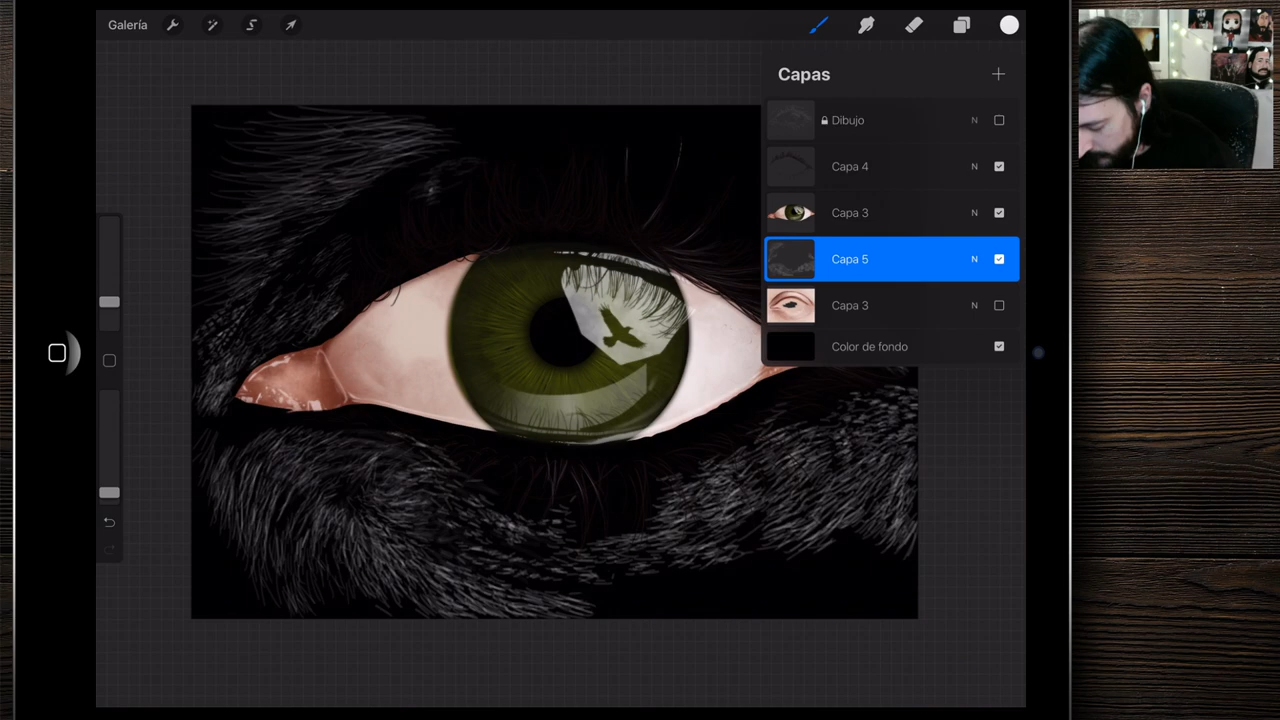 Galería
Capas
Dibujo N
Capa 4 N
Capa 3 N
Capa 5 N
Capa 3 N
Color de fondo